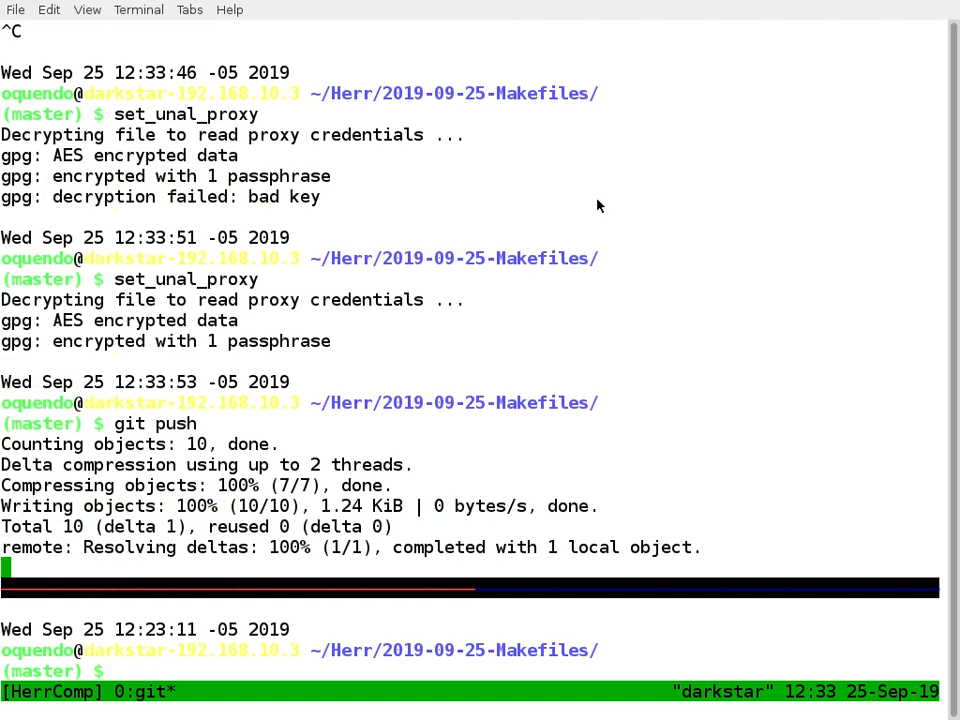 File Edit View Terminal Tabs Help
^C
Wed Sep 25 12:33:46 -05 2019
oquendo@darkstar-192.168.10.3 ~/Herr/2019-09-25-Makefiles/
(master) $ set_unal_proxy
Decrypting file to read proxy credentials ...
gpg: AES encrypted data
gpg: encrypted with 1 passphrase
gpg: decryption failed: bad key
Wed Sep 25 12:33:51 -05 2019
oquendo@darkstar-192.168.10.3 ~/Herr/2019-09-25-Makefiles/
(master) $ set_unal_proxy
Decrypting file to read proxy credentials ...
gpg: AES encrypted data
gpg: encrypted with 1 passphrase
Wed Sep 25 12:33:53 -05 2019
oquendo@darkstar-192.168.10.3 ~/Herr/2019-09-25-Makefiles/
(master) $ git push
Counting objects: 10, done.
Delta compression using up to 2 threads.
Compressing objects: 100% (7/7), done.
Writing objects: 100% (10/10), 1.24 KiB | 0 bytes/s, done.
Total 10 (delta 1), reused 0 (delta 0)
remote: Resolving deltas: 100% (1/1), completed with 1 local object.
Wed Sep 25 12:23:11 -05 2019
oquendo@darkstar-192.168.10.3 ~/Herr/2019-09-25-Makefiles/
(master) $
[HerrComp] 0:git* "darkstar" 12:33 25-Sep-19